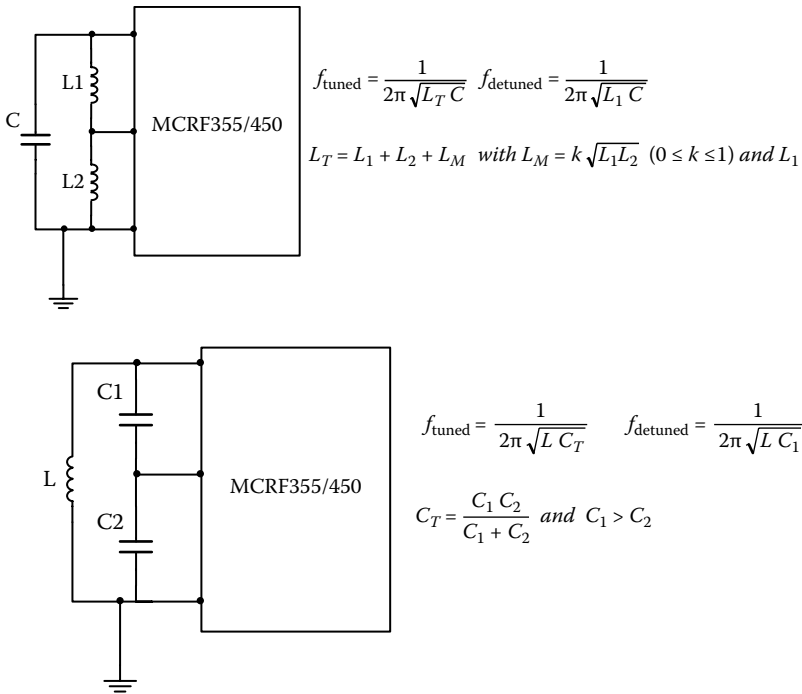 L1
C
L2
MCRF355/450
f_tuned = 1 / (2π √(L_T C))  f_detuned = 1 / (2π √(L_1 C))
L_T = L_1 + L_2 + L_M with L_M = k √(L_1L_2) (0 ≤ k ≤1) and L_1
C1
L
C2
MCRF355/450
f_tuned = 1 / (2π √(L C_T))  f_detuned = 1 / (2π √(L C_1))
C_T = C_1 C_2 / (C_1 + C_2) and C_1 > C_2